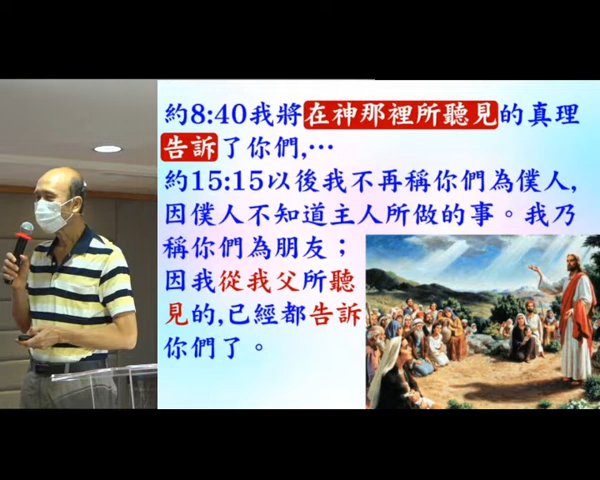 約8:40我將在神那裡所聽見的真理
告訴了你們,…
約15:15以後我不再稱你們為僕人,
因僕人不知道主人所做的事。我乃
稱你們為朋友；
因我從我父所聽
見的,已經都告訴
你們了。